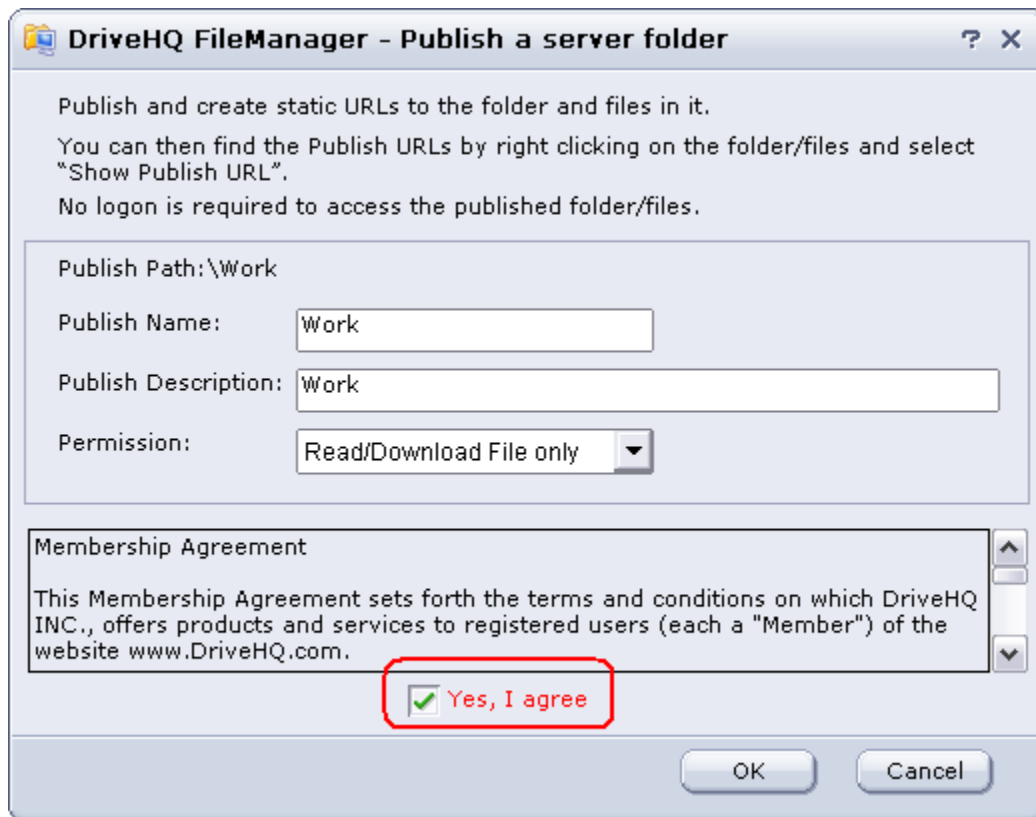 DriveHQ FileManager - Publish a server folder
Publish and create static URLs to the folder and files in it.
You can then find the Publish URLs by right clicking on the folder/files and select
“Show Publish URL”.
No logon is required to access the published folder/files.
Publish Path:\Work
Publish Name: Work
Publish Description: Work
Permission: Read/Download File only
Membership Agreement
This Membership Agreement sets forth the terms and conditions on which DriveHQ
INC., offers products and services to registered users (each a "Member") of the
website www.DriveHQ.com.
Yes, I agree
OK Cancel